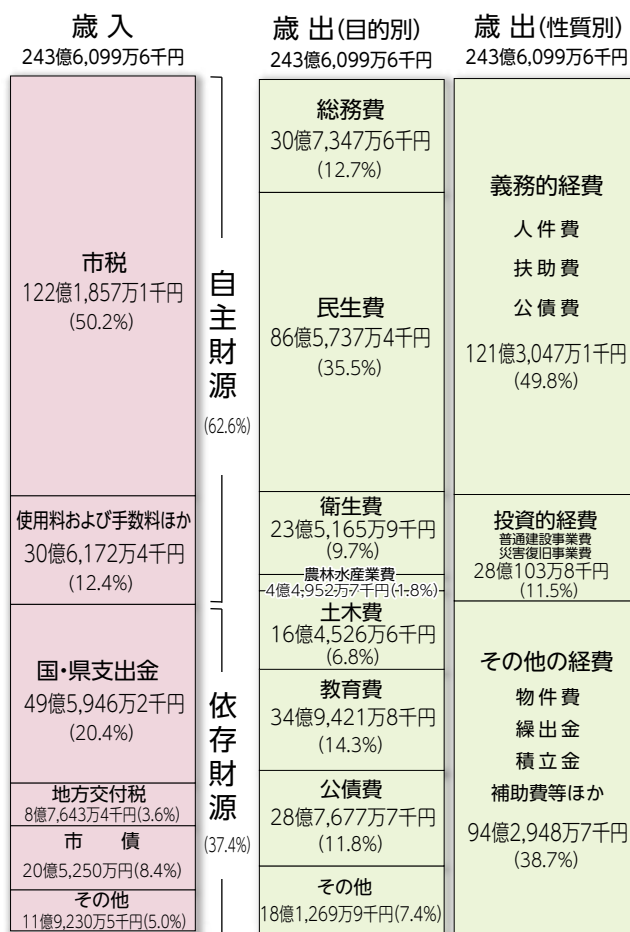 歳入
243億6,099万6千円
市税
122億1,857万1千円
(50.2%)
使用料および手数料ほか
30億6,172万4千円
(12.4%)
国・県支出金
49億5,946万2千円
(20.4%)
地方交付税
8億7,643万4千円(3.6%)
市債
20億5,250万円(8.4%)
その他
11億9,230万5千円(5.0%)
自主財源
(62.6%)
依存財源
(37.4%)
歳出(目的別)
243億6,099万6千円
総務費
30億7,347万6千円
(12.7%)
民生費
86億5,737万4千円
(35.5%)
衛生費
23億5,165万9千円
(9.7%)
農林水産業費
4億4,952万7千円(1.8%)
土木費
16億4,526万6千円
(6.8%)
教育費
34億9,421万8千円
(14.3%)
公債費
28億7,677万7千円
(11.8%)
その他
18億1,269万9千円(7.4%)
歳出(性質別)
243億6,099万6千円
義務的経費
人件費
扶助費
公債費
121億3,047万1千円
(49.8%)
投資的経費
普通建設事業費
災害復旧事業費
28億103万8千円
(11.5%)
その他の経費
物件費
繰出金
積立金
補助費等ほか
94億2,948万7千円
(38.7%)